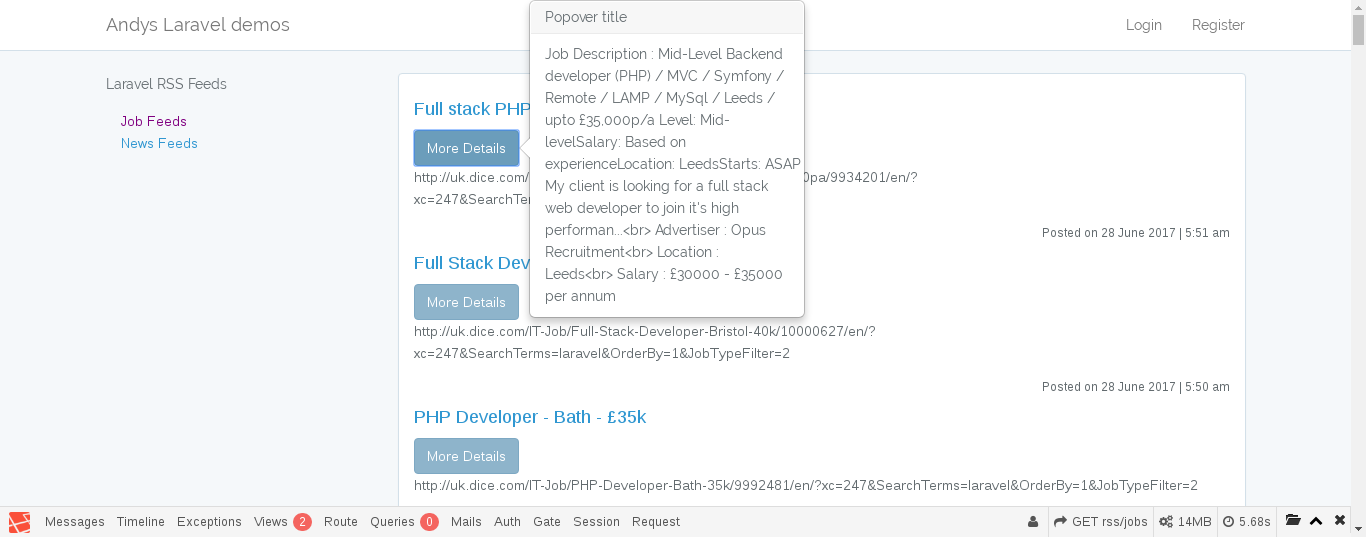 Andys Laravel demos
Login
Register
Laravel RSS Feeds
Job Feeds
News Feeds
Popover title
Job Description : Mid-Level Backend
developer (PHP) / MVC / Symfony /
Remote / LAMP / MySql / Leeds /
upto £35,000p/a Level: Mid-
levelSalary: Based on
experienceLocation: LeedsStarts: ASAP
My client is looking for a full stack
web developer to join it's high
performan...<br> Advertiser : Opus
Recruitment<br> Location :
Leeds<br> Salary : £30000 - £35000
per annum
Full stack PHP
More Details
http://uk.dice.com/
0pa/9934201/en/?
xc=247&SearchTer
Posted on 28 June 2017 | 5:51 am
Full Stack Dev
More Details
http://uk.dice.com/IT-Job/Full-Stack-Developer-Bristol-40k/10000627/en/?
xc=247&SearchTerms=laravel&OrderBy=1&JobTypeFilter=2
Posted on 28 June 2017 | 5:50 am
PHP Developer - Bath - £35k
More Details
http://uk.dice.com/IT-Job/PHP-Developer-Bath-35k/9992481/en/?xc=247&SearchTerms=laravel&OrderBy=1&JobTypeFilter=2
Messages Timeline Exceptions Views 2 Route Queries 0 Mails Auth Gate Session Request GET rss/jobs 14MB 5.68s